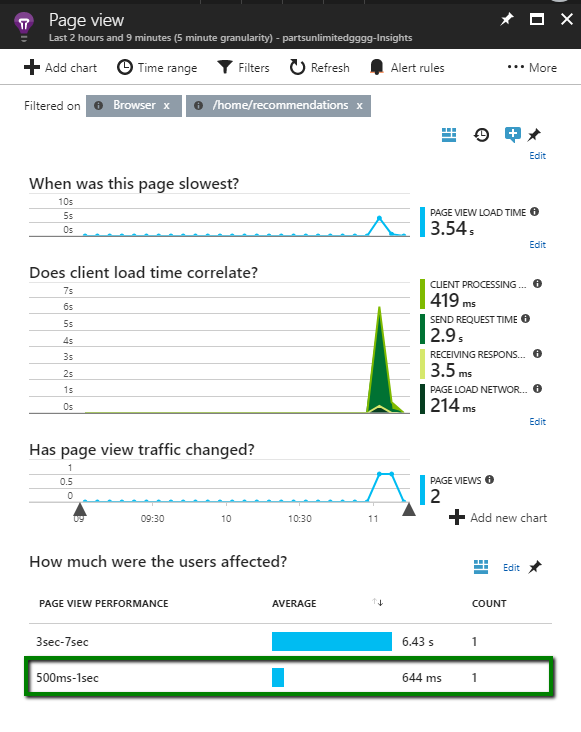 Page view
Last 2 hours and 9 minutes (5 minute granularity) - partsunlimitedgggg-Insights
Add chart Time range Filters Refresh Alert rules More
Filtered on Browser x /home/recommendations x
Edit
When was this page slowest?
10s
5s
0s
PAGE VIEW LOAD TIME
3.54 s
Edit
Does client load time correlate?
7s
6s
5s
4s
3s
2s
1s
0s
CLIENT PROCESSING ...
419 ms
SEND REQUEST TIME
2.9 s
RECEIVING RESPONS...
3.5 ms
PAGE LOAD NETWOR...
214 ms
Edit
Has page view traffic changed?
1
0.5
0
09 09:30 10 10:30 11
PAGE VIEWS
2
Add new chart
How much were the users affected?
Edit
PAGE VIEW PERFORMANCE AVERAGE COUNT
3sec-7sec 6.43 s 1
500ms-1sec 644 ms 1